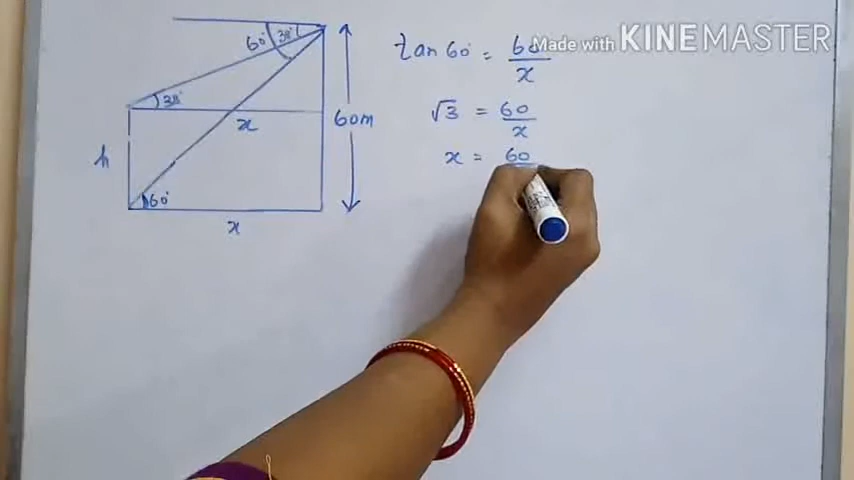 60° 30°
30°
x
60m
h
60°
x
tan 60° = 60/x
√3 = 60/x
x = 60
Made with KINEMASTER